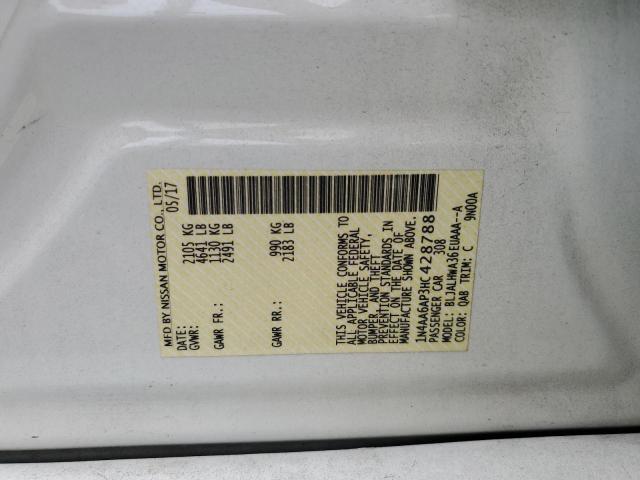 MFD BY NISSAN MOTOR CO., LTD.
DATE: 05/17
GVWR: 2105 KG
4641 LB
GAWR FR: 1130 KG
2491 LB
GAWR RR: 990 KG
2183 LB
THIS VEHICLE CONFORMS TO
ALL APPLICABLE FEDERAL
MOTOR VEHICLE SAFETY,
BUMPER, AND THEFT
PREVENTION STANDARDS IN
EFFECT ON THE DATE OF
MANUFACTURE SHOWN ABOVE.
1N4AA6AP3HC428788
PASSENGER CAR 308
MODEL: BLJALHWA36EUAAA--A
COLOR: QAB TRIM: C 9N00A